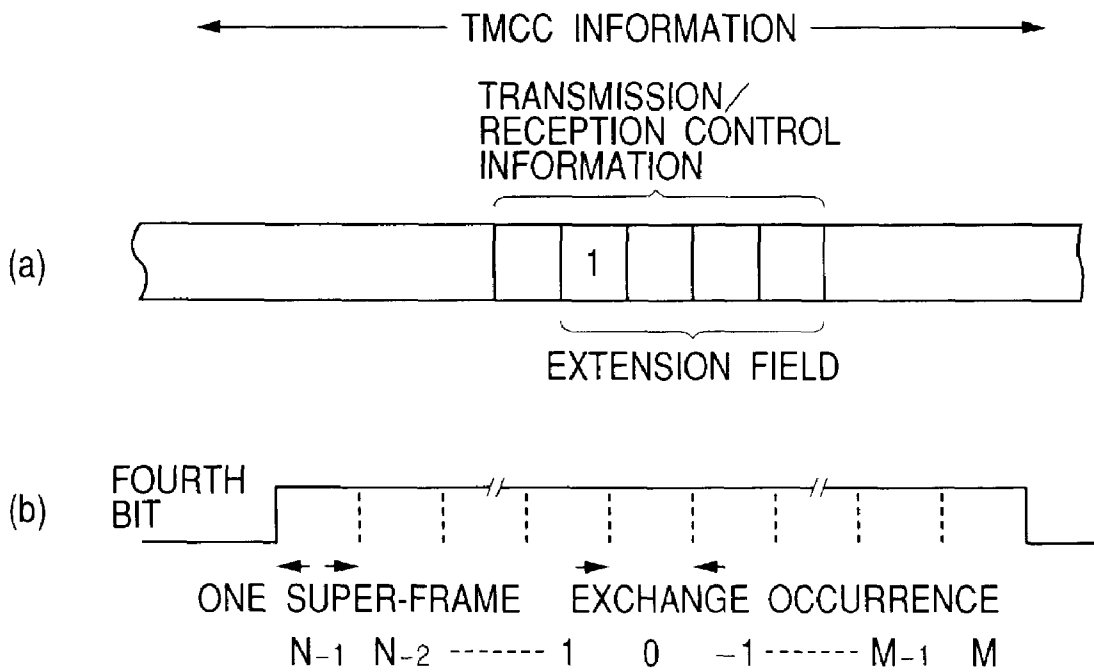 TMCC INFORMATION
TRANSMISSION/
RECEPTION CONTROL
INFORMATION
(a)
1
EXTENSION FIELD
(b)
FOURTH
BIT
ONE SUPER-FRAME EXCHANGE OCCURRENCE
N-1 N-2 ------- 1 0 -1 ------- M-1 M